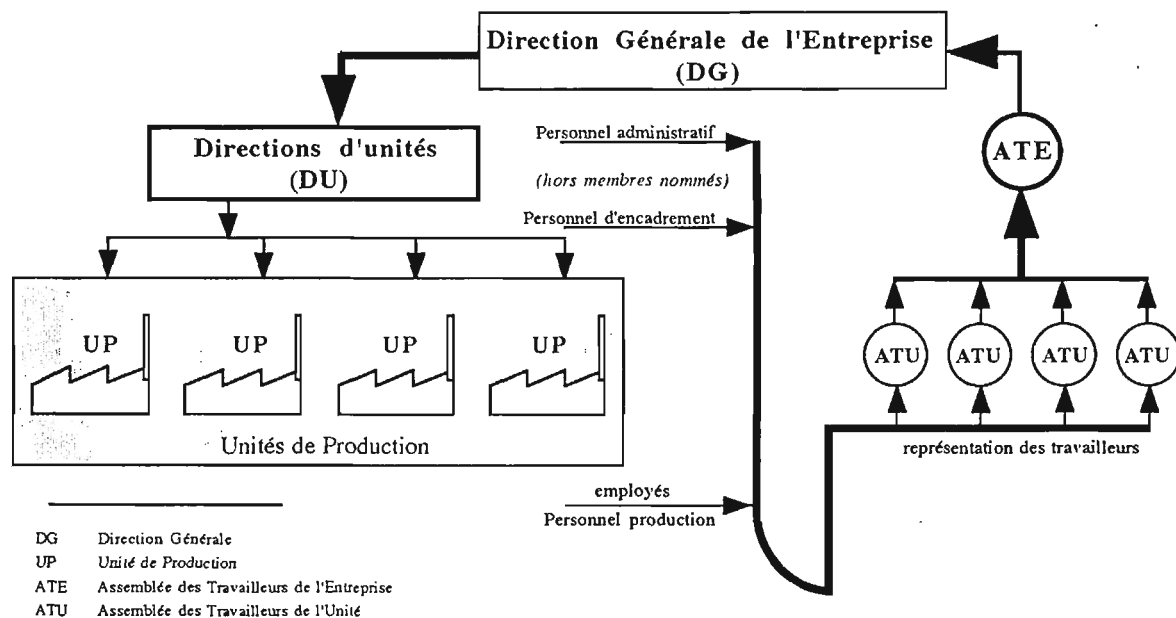 Direction Générale de l'Entreprise
(DG)
Directions d'unités
(DU)
Personnel administratif
(hors membres nommés)
Personnel d'encadrement
ATE
UP UP UP UP
Unités de Production
ATU ATU ATU ATU
représentation des travailleurs
employés
Personnel production
DG Direction Générale
UP Unité de Production
ATE Assemblée des Travailleurs de l'Entreprise
ATU Assemblée des Travailleurs de l'Unité